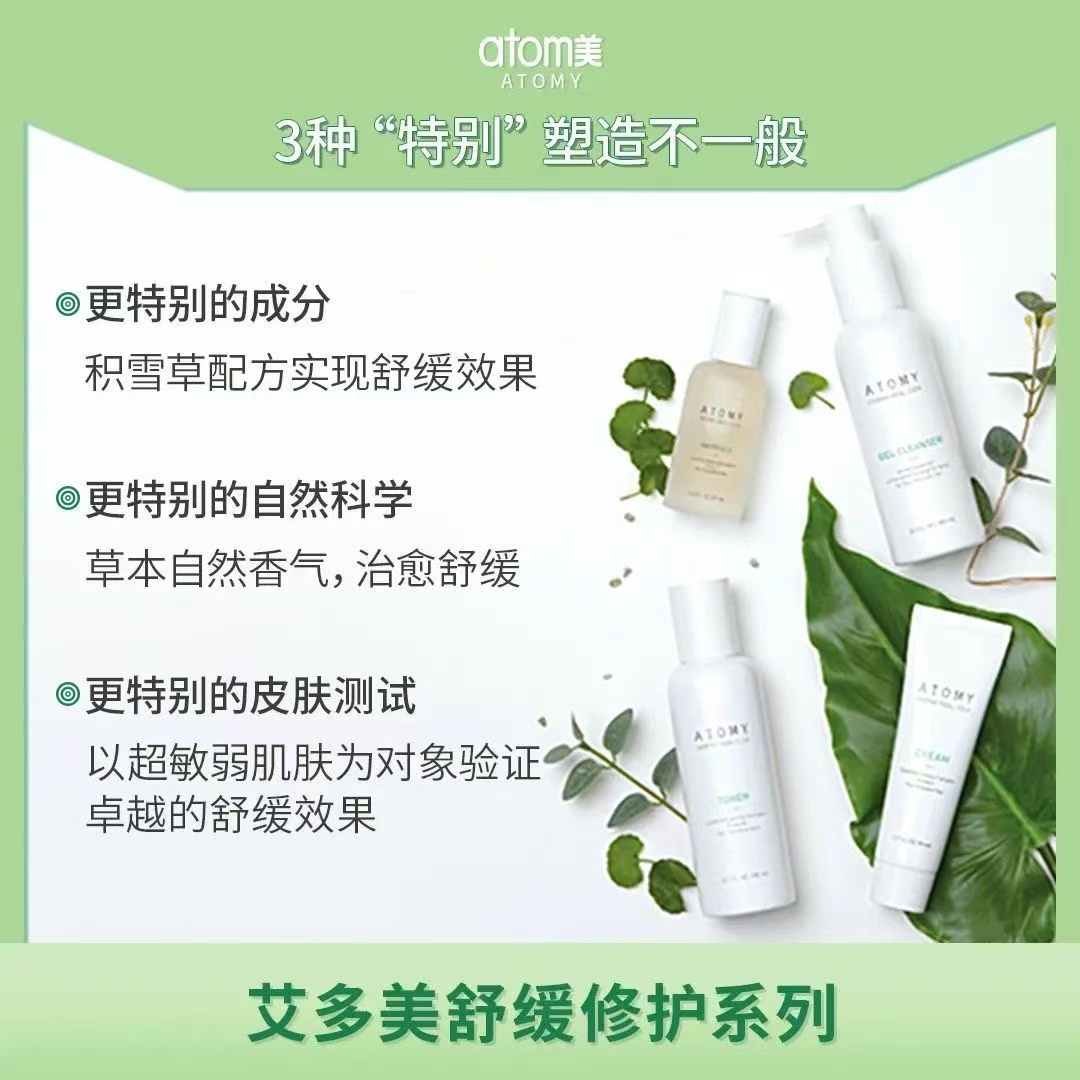 atom美
ATOMY
3种“特别”塑造不一般
更特别的成分
积雪草配方实现舒缓效果
更特别的自然科学
草本自然香气，治愈舒缓
更特别的皮肤测试
以超敏弱肌肤为对象验证
卓越的舒缓效果
ATOMY
ATOMY
GEL CLEANSER
ATOMY
TONER
ATOMY
CREAM
艾多美舒缓修护系列